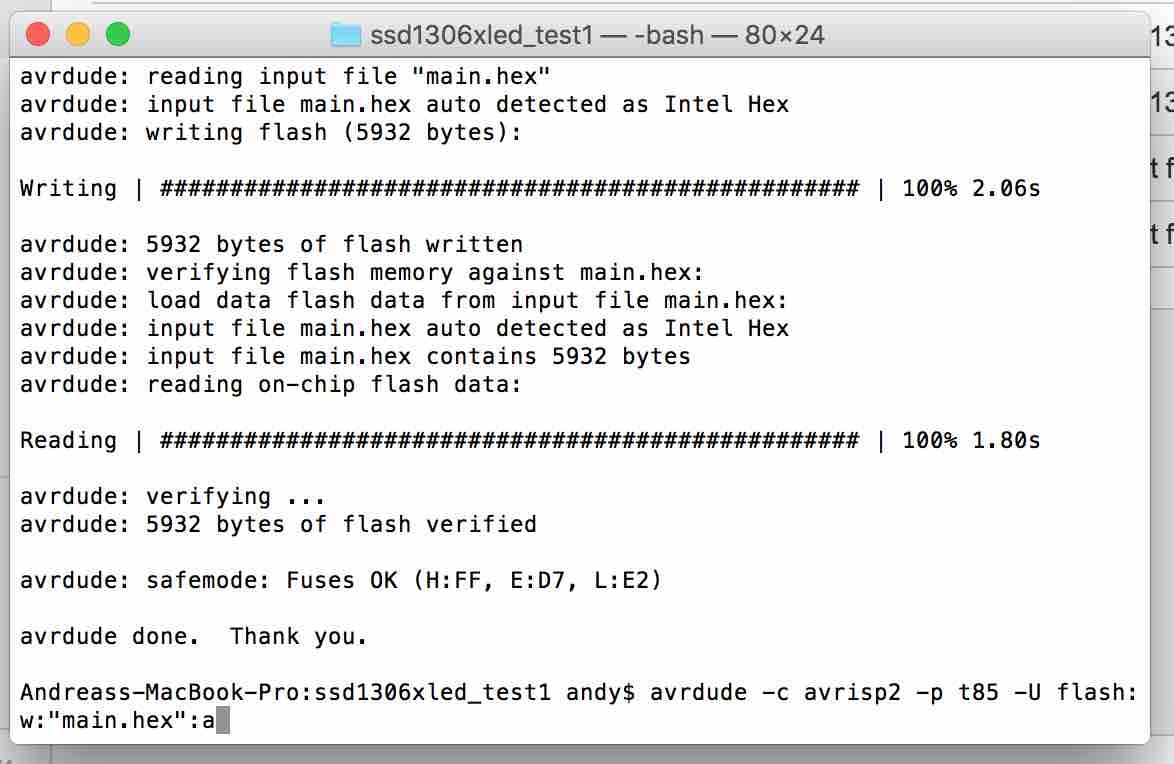 ssd1306xled_test1 — -bash — 80×24
avrdude: reading input file "main.hex"
avrdude: input file main.hex auto detected as Intel Hex
avrdude: writing flash (5932 bytes):
Writing | ################################################## | 100% 2.06s
avrdude: 5932 bytes of flash written
avrdude: verifying flash memory against main.hex:
avrdude: load data flash data from input file main.hex:
avrdude: input file main.hex auto detected as Intel Hex
avrdude: input file main.hex contains 5932 bytes
avrdude: reading on-chip flash data:
Reading | ################################################## | 100% 1.80s
avrdude: verifying ...
avrdude: 5932 bytes of flash verified
avrdude: safemode: Fuses OK (H:FF, E:D7, L:E2)
avrdude done.  Thank you.
Andreass-MacBook-Pro:ssd1306xled_test1 andy$ avrdude -c avrisp2 -p t85 -U flash:
w:"main.hex":a